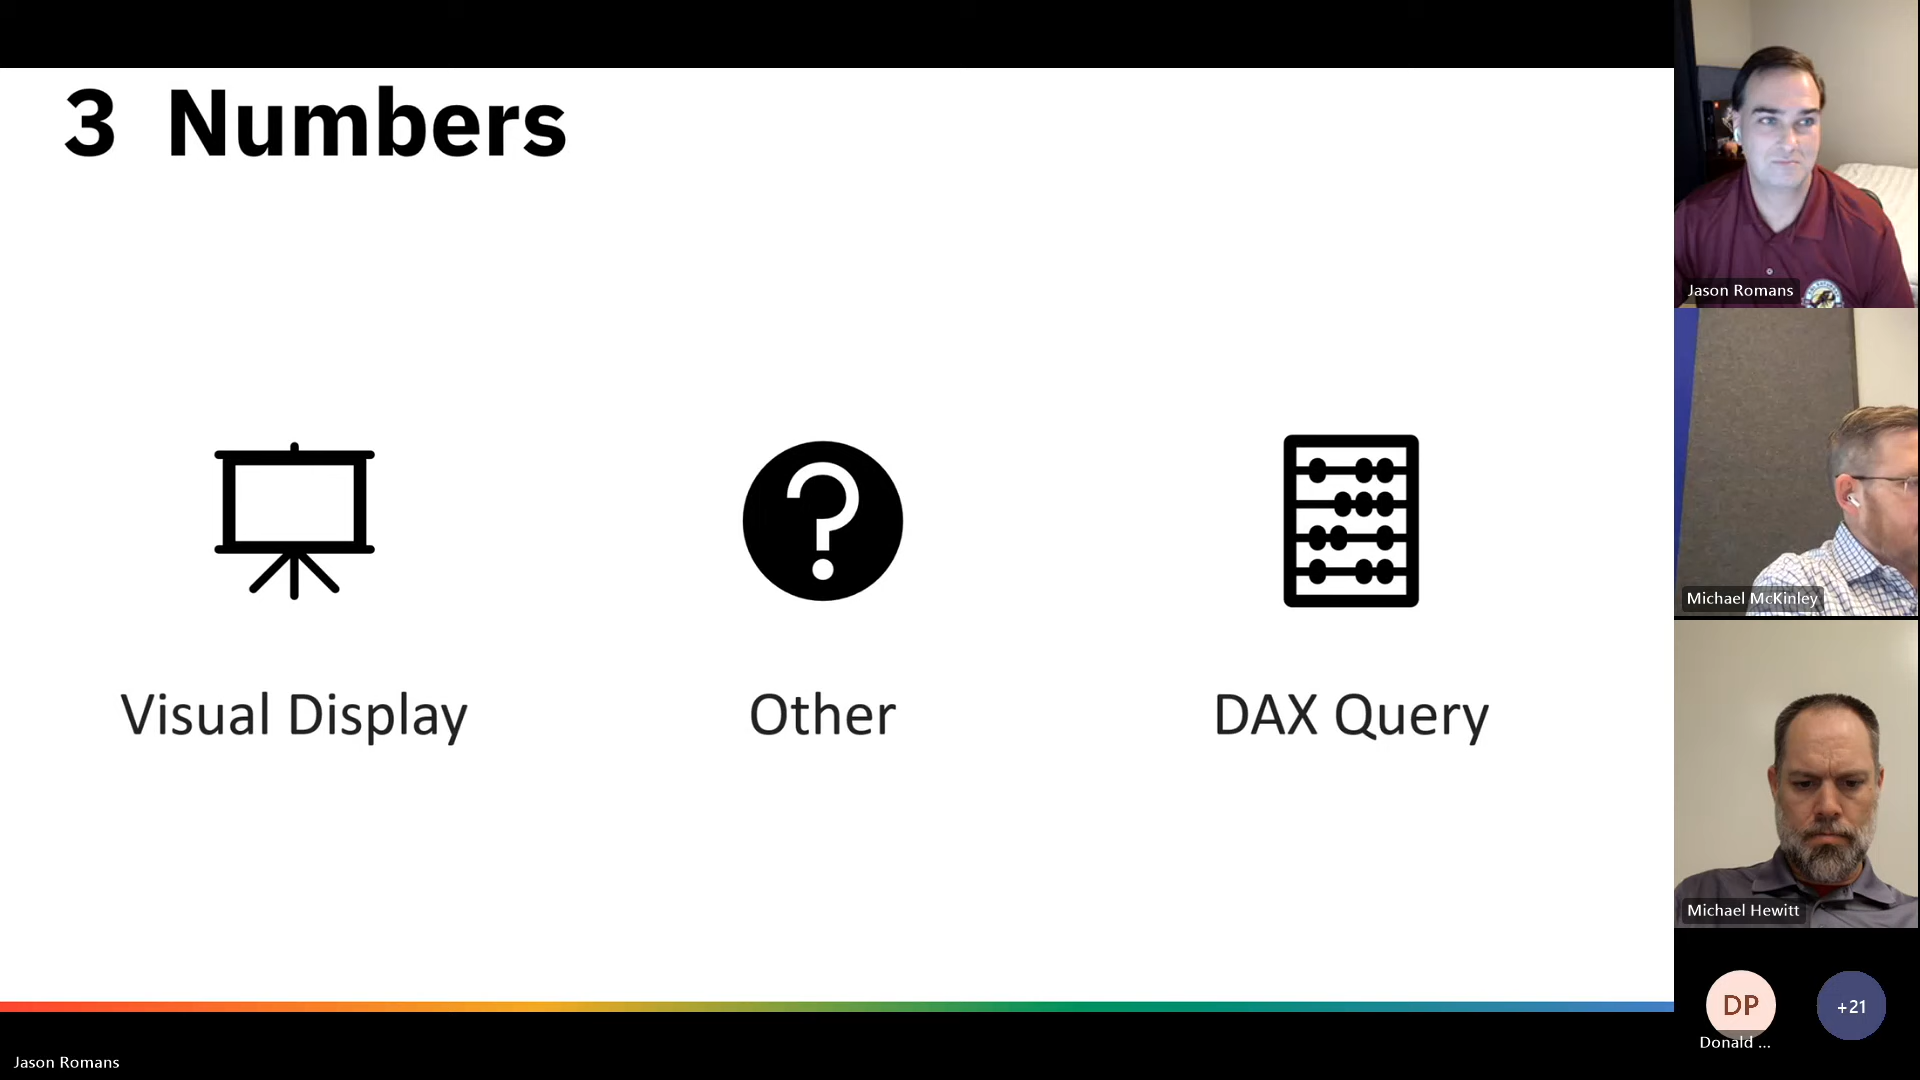 3 Numbers
Visual Display
Other
DAX Query
Jason Romans
Michael McKinley
Michael Hewitt
DP
+21
Donald ...
Jason Romans